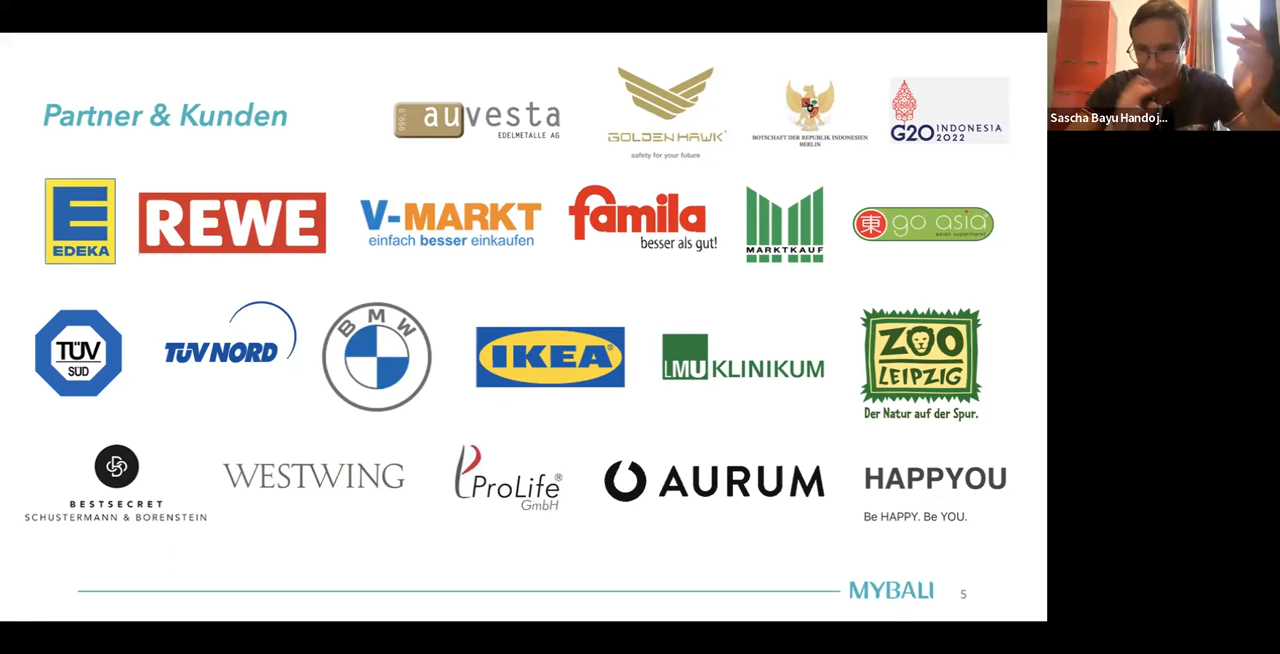 Partner & Kunden
999.9
auvesta
EDELMETALLE AG
GOLDEN HAWK
safety for your future
BOTSCHAFT DER REPUBLIK INDONESIEN
BERLIN
G20 INDONESIA
2022
Sascha Bayu Handoj...
E
EDEKA
REWE
V-MARKT
einfach besser einkaufen
famila
besser als gut!
MARKTKAUF
東 go asia
TÜV
SÜD
TÜV NORD
BMW
IKEA®
LMU KLINIKUM
ZOO
LEIPZIG
Der Natur auf der Spur.
BESTSECRET
SCHUSTERMANN & BORENSTEIN
WESTWING
ProLife®
GmbH
AURUM
HAPPYOU
Be HAPPY. Be YOU.
MYBALI 5